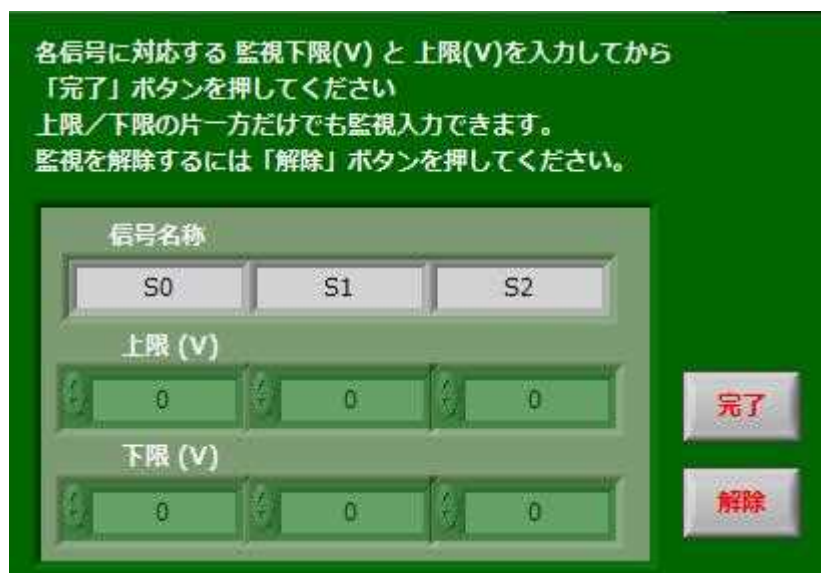 各信号に対応する 監視下限(V) と 上限(V)を入力してから
「完了」ボタンを押してください
上限／下限の片一方だけでも監視入力できます。
監視を解除するには「解除」ボタンを押してください。
信号名称
S0 S1 S2
上限 (V)
0 0 0
完了
下限 (V)
0 0 0
解除